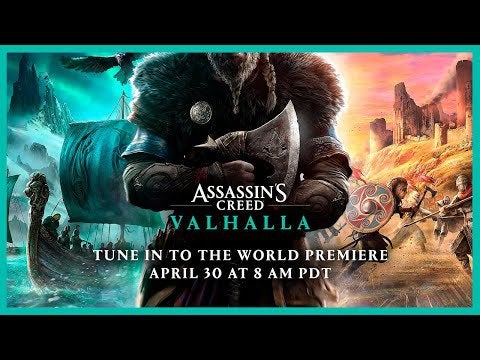 ASSASSIN'S
CREED
VALHALLA
TUNE IN TO THE WORLD PREMIERE
APRIL 30 AT 8 AM PDT